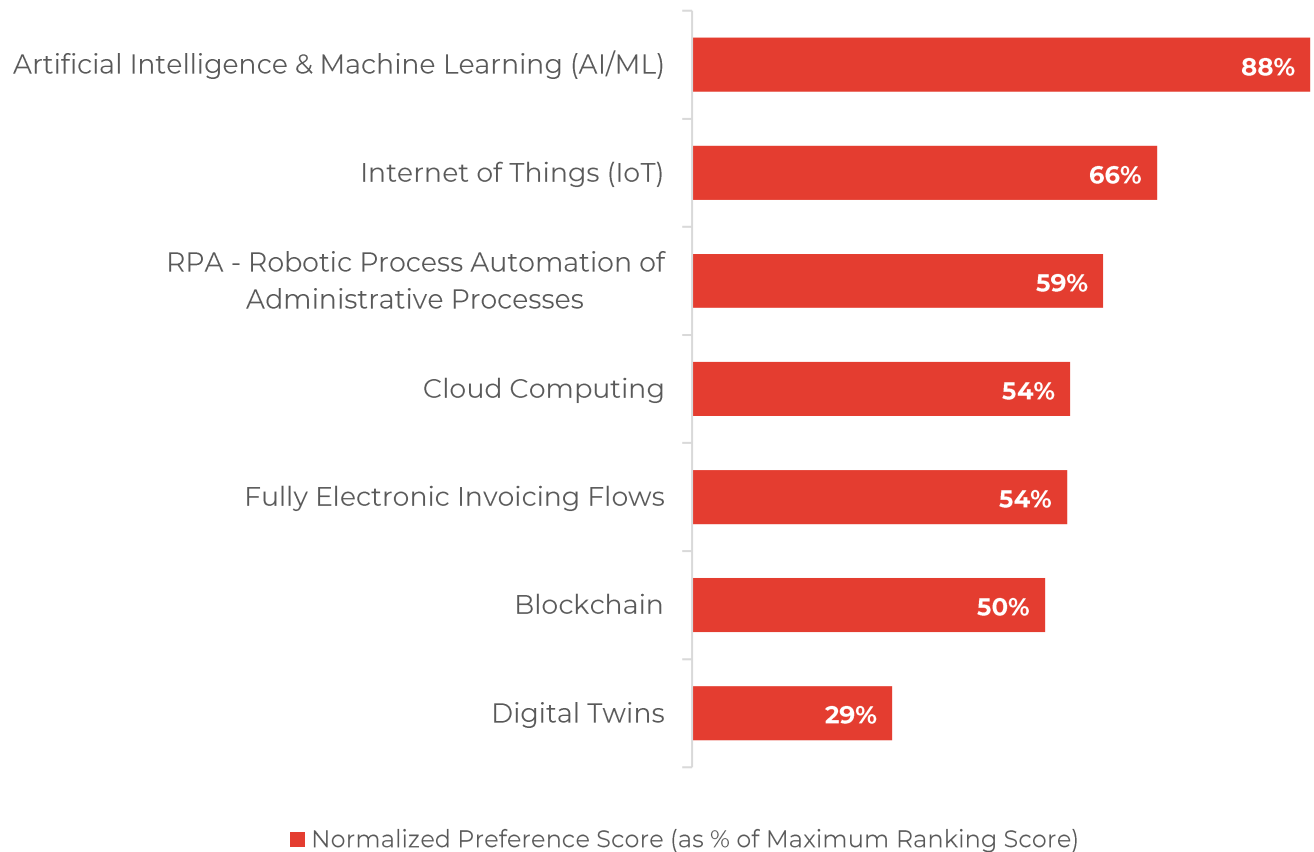 Artificial Intelligence & Machine Learning (AI/ML)
88%
Internet of Things (IoT)
66%
RPA - Robotic Process Automation of
Administrative Processes
59%
Cloud Computing
54%
Fully Electronic Invoicing Flows
54%
Blockchain
50%
Digital Twins
29%
Normalized Preference Score (as % of Maximum Ranking Score)